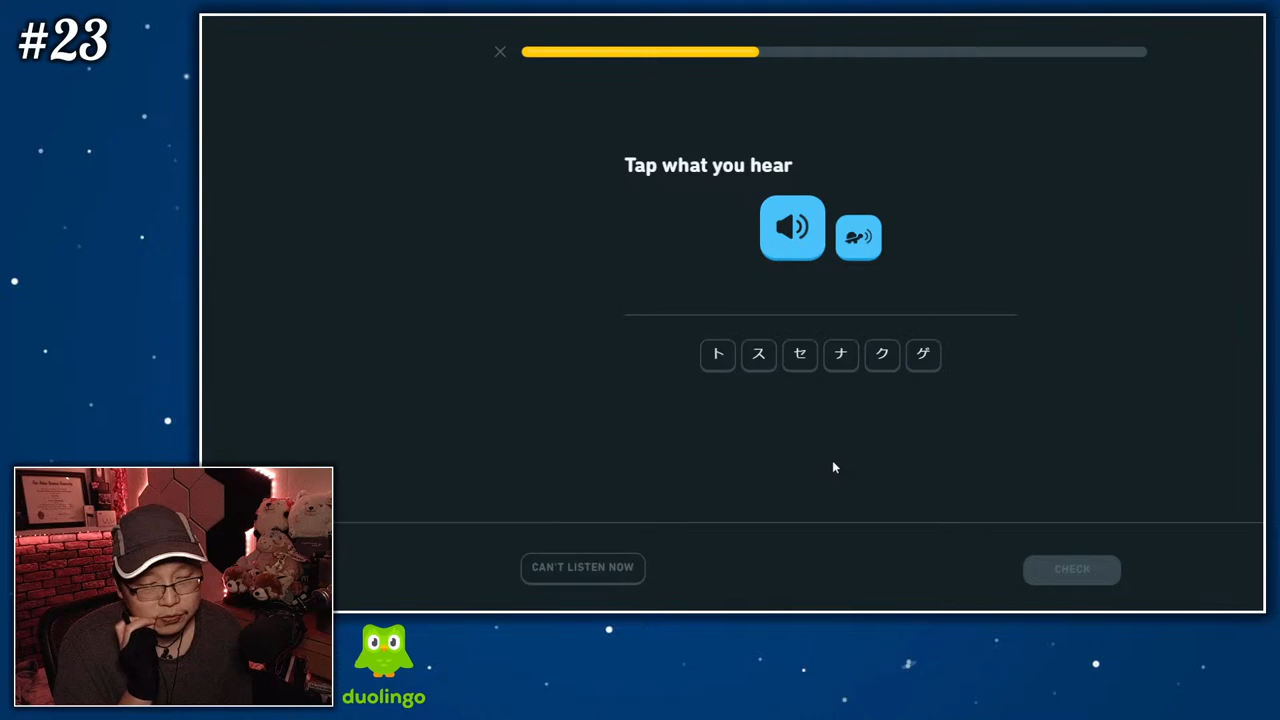 #23
Tap what you hear
ト ス セ ナ ク ゲ
CAN'T LISTEN NOW
CHECK
duolingo